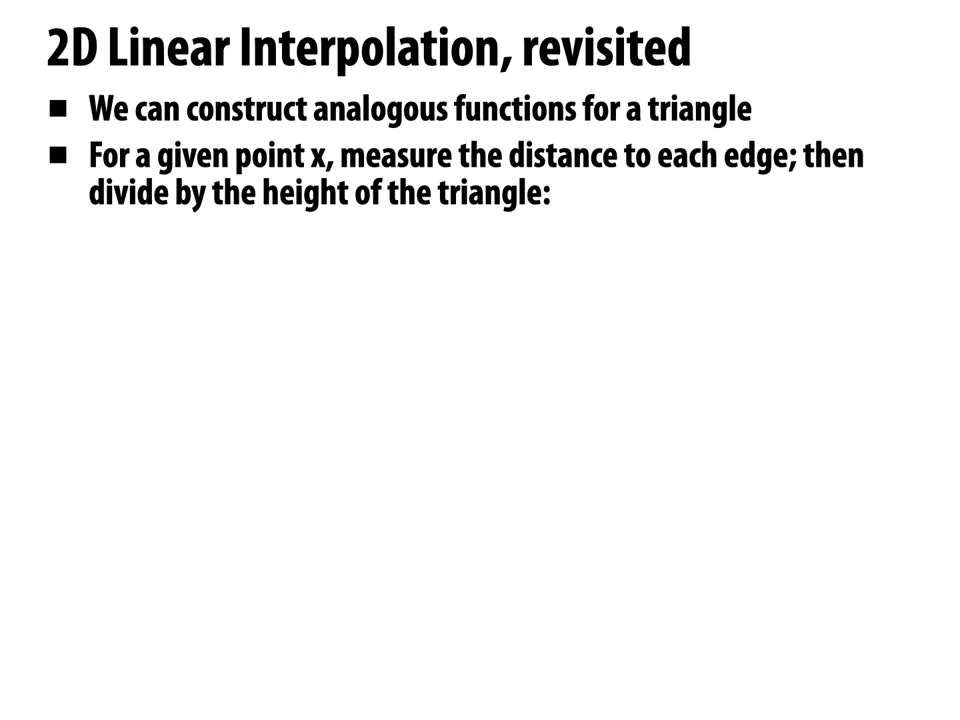 2D Linear Interpolation, revisited
■ We can construct analogous functions for a triangle
■ For a given point x, measure the distance to each edge; then
divide by the height of the triangle: